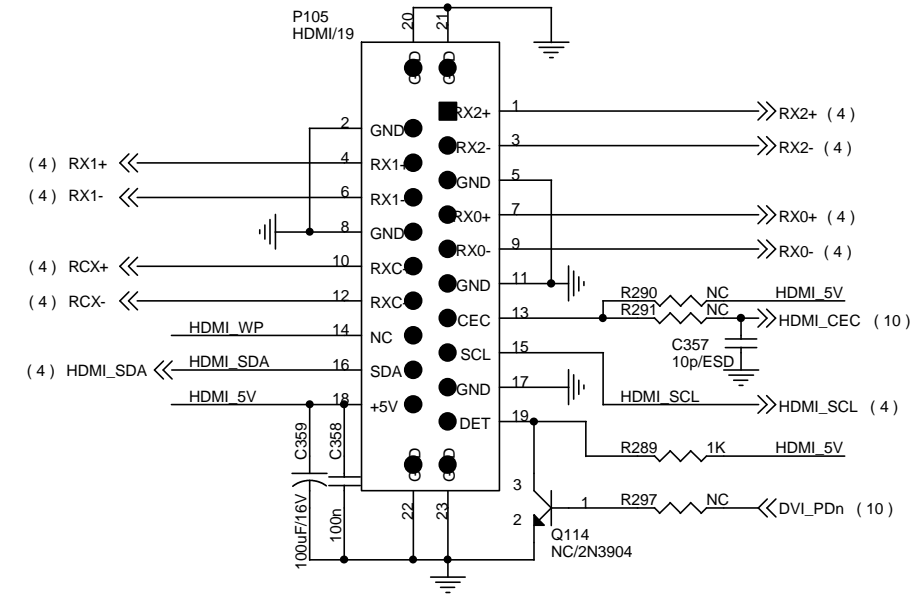 P105
HDMI/19
20
21
GND
GND
1
RX2+
RX2+ ( 4 )
2
GND
3
RX2-
RX2- ( 4 )
( 4 ) RX1+
4
RX1+
5
GND
( 4 ) RX1-
6
RX1-
7
RX0+
RX0+ ( 4 )
8
GND
9
RX0-
RX0- ( 4 )
( 4 ) RCX+
10
RXC
11
GND
R290
NC
HDMI_5V
( 4 ) RCX-
12
RXC
13
CEC
R291
NC
HDMI_CEC ( 10 )
HDMI_WP
14
NC
C357
10p/ESD
15
SCL
( 4 ) HDMI_SDA
HDMI_SDA
16
SDA
17
GND
HDMI_5V
18
+5V
HDMI_SCL
HDMI_SCL ( 4 )
19
DET
C359
C358
R289
1K
HDMI_5V
GND
GND
100uF/16V
100n
22
23
3
2
1
R297
NC
DVI_PDn ( 10 )
Q114
NC/2N3904